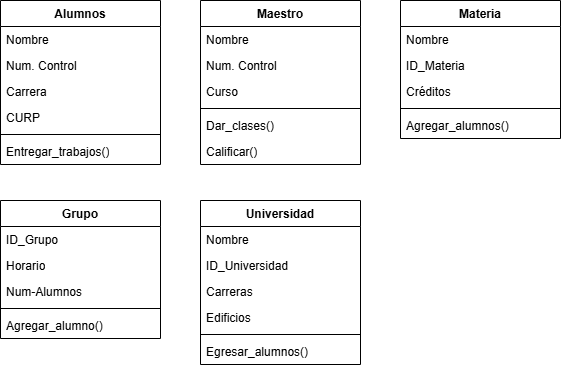 Alumnos
Nombre
Num. Control
Carrera
CURP
Entregar_trabajos()
Maestro
Nombre
Num. Control
Curso
Dar_clases()
Calificar()
Materia
Nombre
ID_Materia
Créditos
Agregar_alumnos()
Grupo
ID_Grupo
Horario
Num-Alumnos
Agregar_alumno()
Universidad
Nombre
ID_Universidad
Carreras
Edificios
Egresar_alumnos()